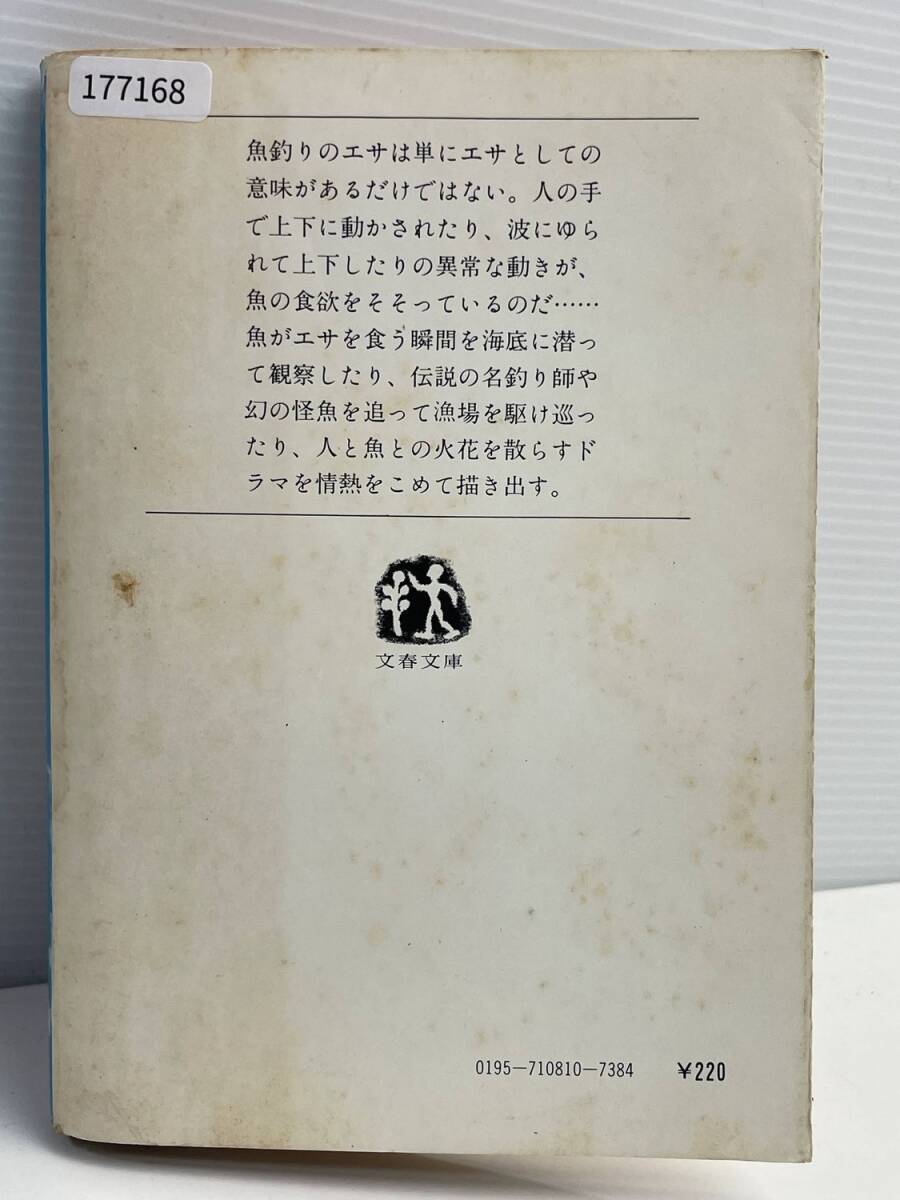 177168
魚釣りのエサは単にエサとしての
意味があるだけではない。人の手
で上下に動かされたり、波にゆら
れて上下したりの異常な動きが、
魚の食欲をそそっているのだ……
魚がエサを食う瞬間を海底に潜っ
て観察したり、伝説の名釣り師や
幻の怪魚を追って漁場を駆け巡っ
たり、人と魚との火花を散らすド
ラマを情熱をこめて描き出す。
文春文庫
0195-710810-7384 ¥220